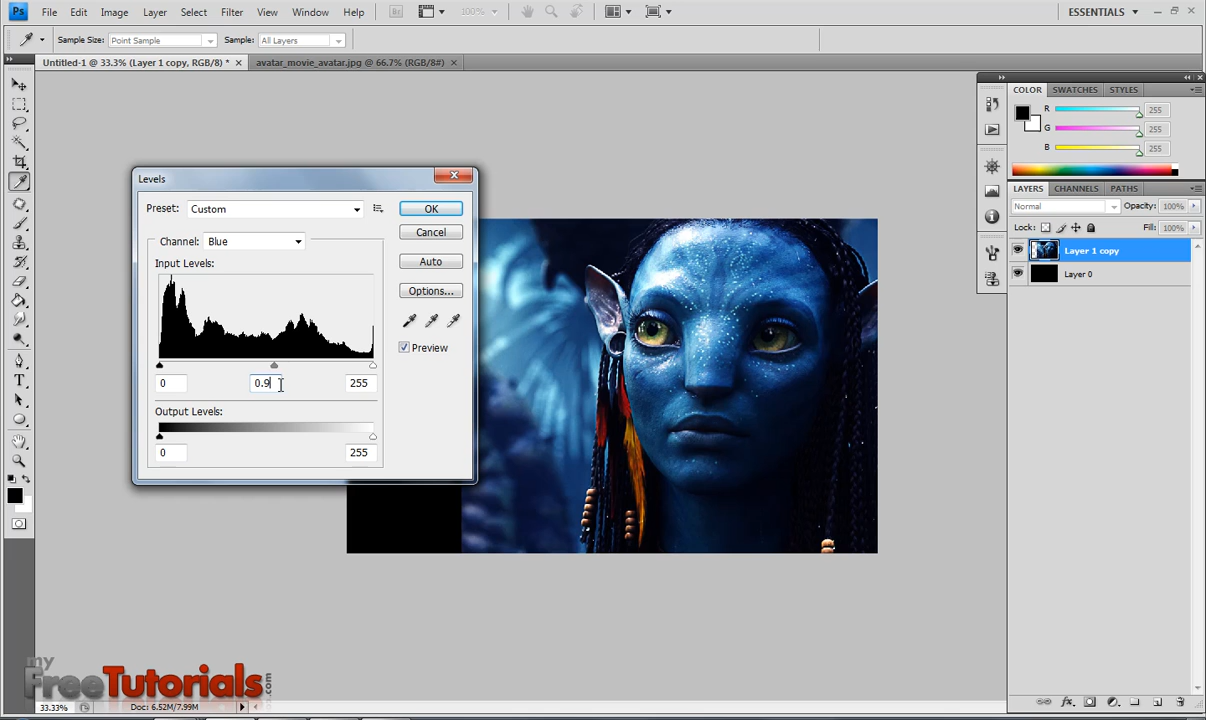 Ps File Edit Image Layer Select Filter View Window Help Br 100% ESSENTIALS
Sample Size: Point Sample Sample: All Layers
Untitled-1 @ 33.3% (Layer 1 copy, RGB/8) * avatar_movie_avatar.jpg @ 66.7% (RGB/8#)
COLOR SWATCHES STYLES
R 255
G 255
B 255
LAYERS CHANNELS PATHS
Normal Opacity: 100%
Lock: Fill: 100%
Layer 1 copy
Layer 0
Levels
Preset: Custom OK
Cancel
Channel: Blue
Input Levels: Auto
Options...
Preview
0 0.9 255
Output Levels:
0 255
T
my
FreeTutorials.com
33.33% Doc: 6.52M/7.99M
fx